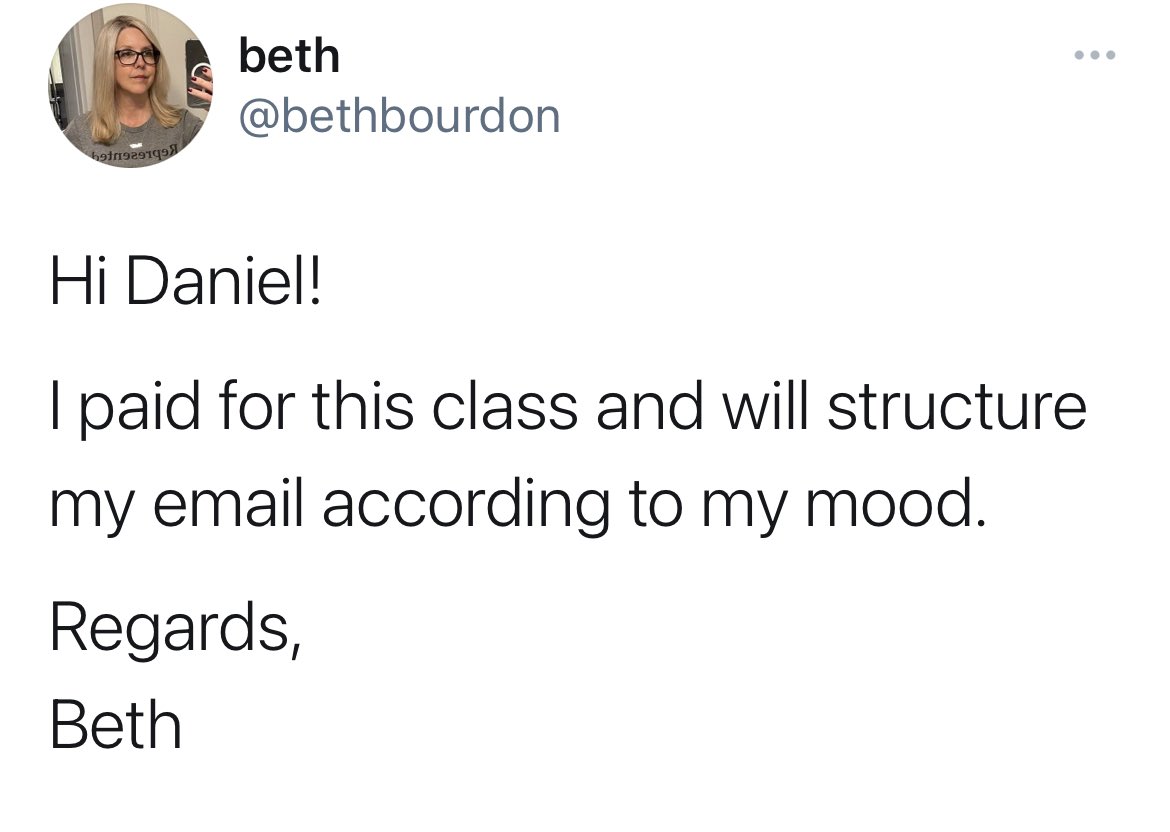 beth
@bethbourdon
Represented
Hi Daniel!
I paid for this class and will structure
my email according to my mood.
Regards,
Beth